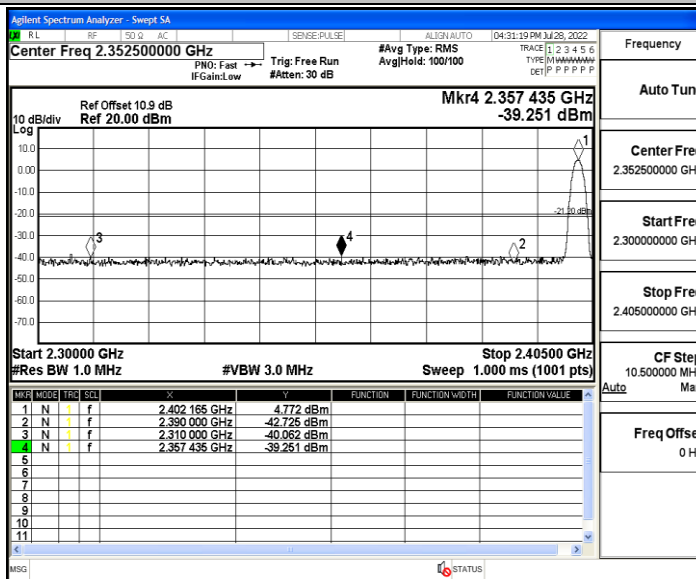 Agilent Spectrum Analyzer - Swept SA
LXI RL RF 50 Ω AC SENSE:PULSE ALIGN AUTO 04:31:19 PM Jul 28, 2022
Center Freq 2.352500000 GHz #Avg Type: RMS TRACE 1 2 3 4 5 6
PNO: Fast Trig: Free Run Avg|Hold: 100/100 TYPE M WWWWW
IFGain:Low #Atten: 30 dB DET P P P P P P
Mkr4 2.357 435 GHz
-39.251 dBm
Ref Offset 10.9 dB
10 dB/div Ref 20.00 dBm
Log
10.0
0.00
-10.0
-20.0
-30.0
-40.0
-50.0
-60.0
-70.0
1
-21.20 dBm
3
4
2
Start 2.30000 GHz Stop 2.40500 GHz
#Res BW 1.0 MHz #VBW 3.0 MHz Sweep 1.000 ms (1001 pts)
MKR MODE TRC SCL X Y FUNCTION FUNCTION WIDTH FUNCTION VALUE
1 N 1 f 2.402 165 GHz 4.772 dBm
2 N 1 f 2.390 000 GHz -42.725 dBm
3 N 1 f 2.310 000 GHz -40.062 dBm
4 N 1 f 2.357 435 GHz -39.251 dBm
5
6
7
8
9
10
11
MSG STATUS
Frequency
Auto Tun
Center Fre
2.352500000 GH
Start Fre
2.300000000 GH
Stop Fre
2.405000000 GH
CF Step
10.500000 MH
Auto Ma
Freq Offse
0 H